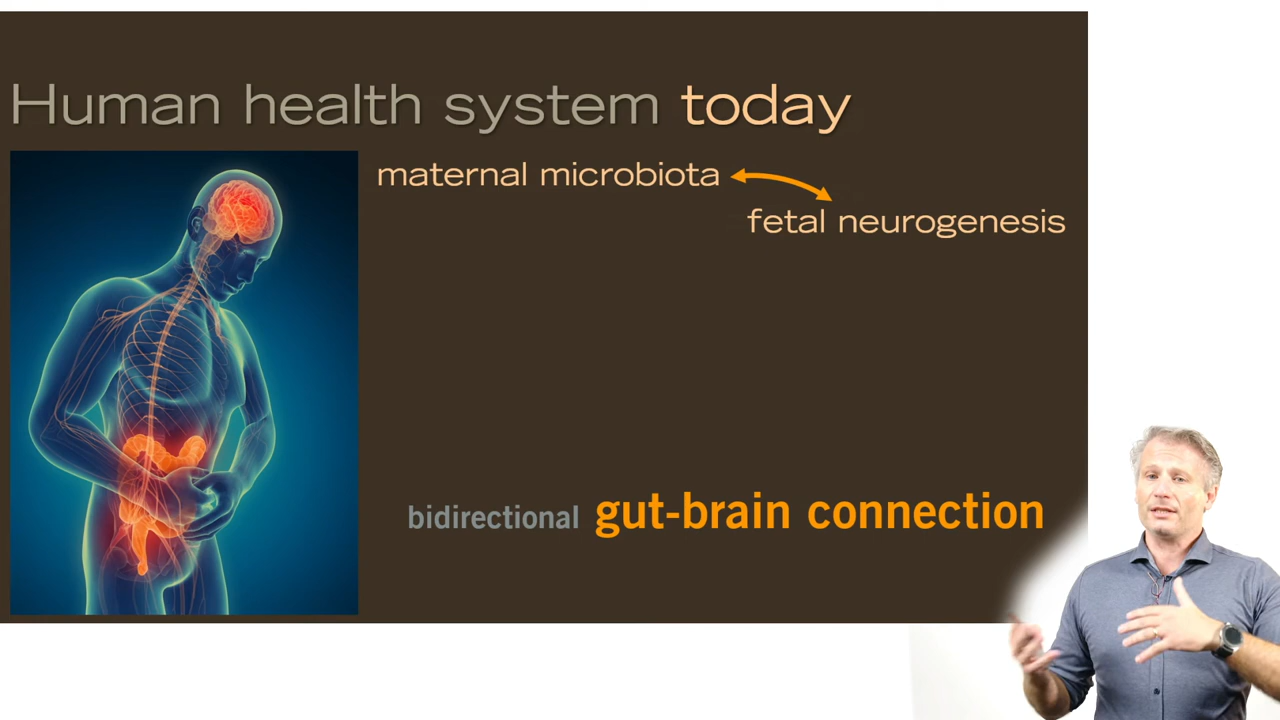 Human health system today
maternal microbiota
fetal neurogenesis
bidirectional gut-brain connection